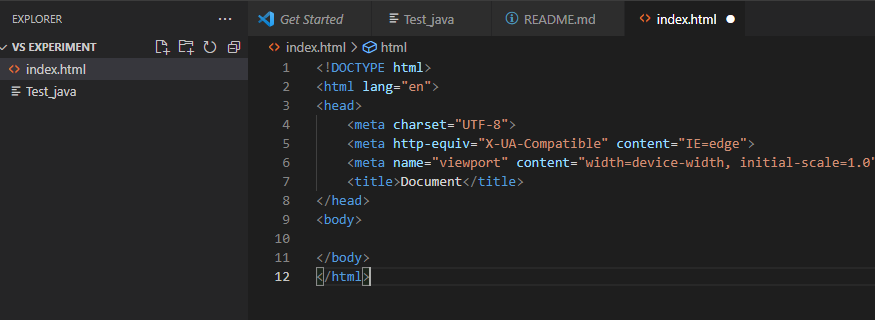 EXPLORER
Get Started
Test_java
README.md
index.html
VS EXPERIMENT
index.html
Test_java
index.html > html
1 <!DOCTYPE html>
2 <html lang="en">
3 <head>
4 <meta charset="UTF-8">
5 <meta http-equiv="X-UA-Compatible" content="IE=edge">
6 <meta name="viewport" content="width=device-width, initial-scale=1.0"
7 <title>Document</title>
8 </head>
9 <body>
10
11 </body>
12 </html>